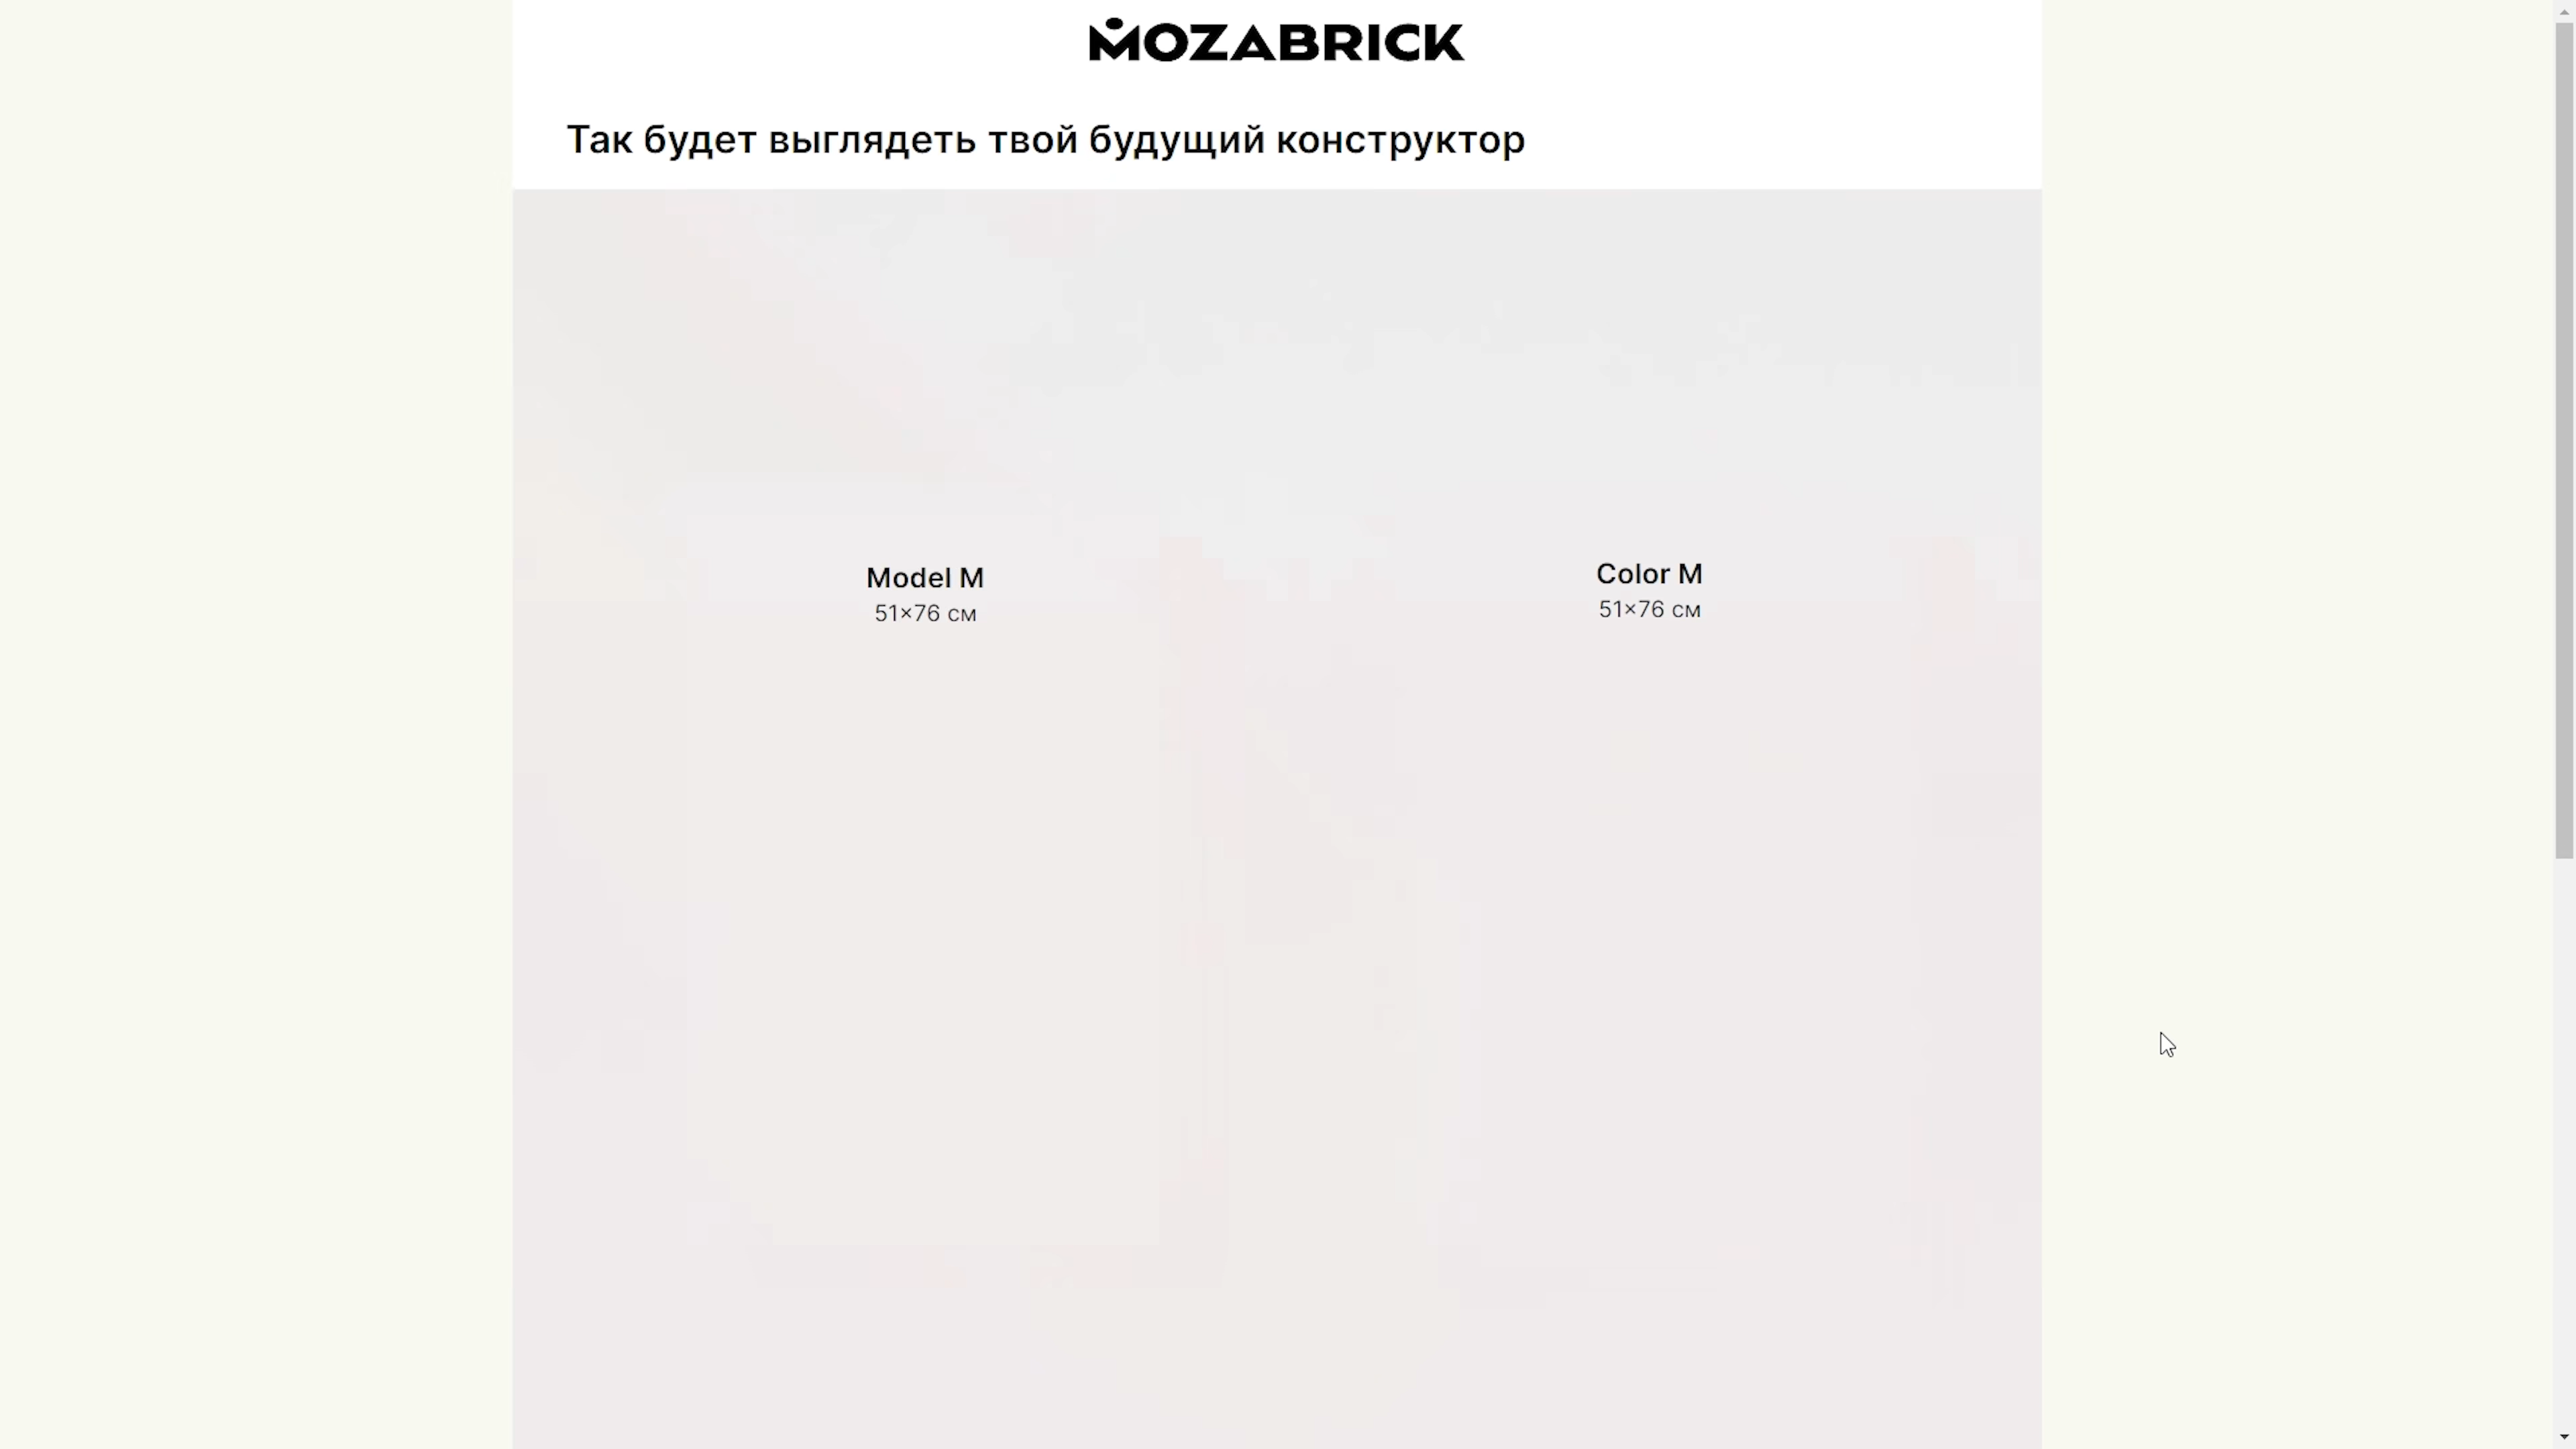 MOZABRICK
Так будет выглядеть твой будущий конструктор
Model M
51×76 см
Color M
51×76 см